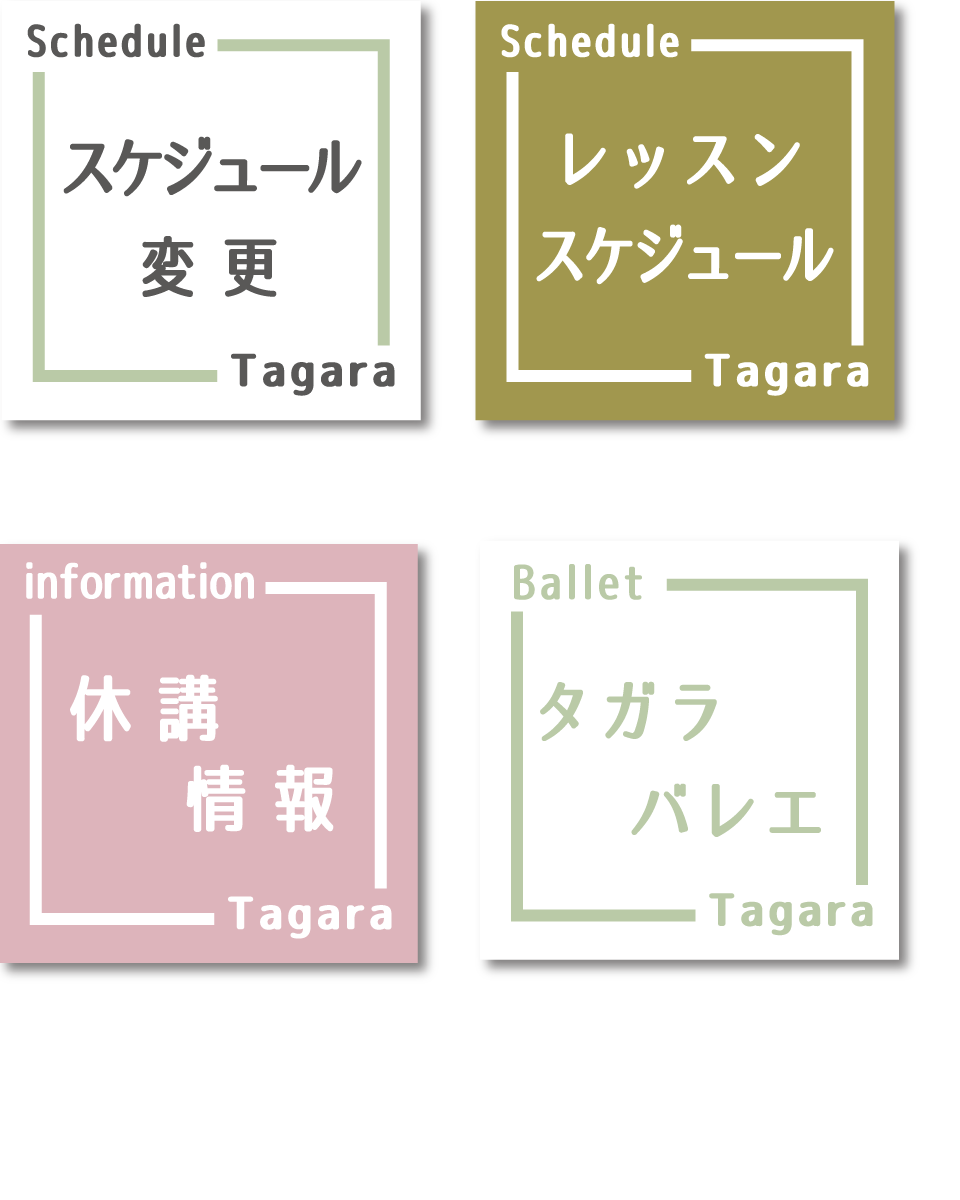 Schedule
スケジュール
変更
Tagara
Schedule
レッスン
スケジュール
Tagara
information
休講
情報
Tagara
Ballet
タガラ
バレエ
Tagara